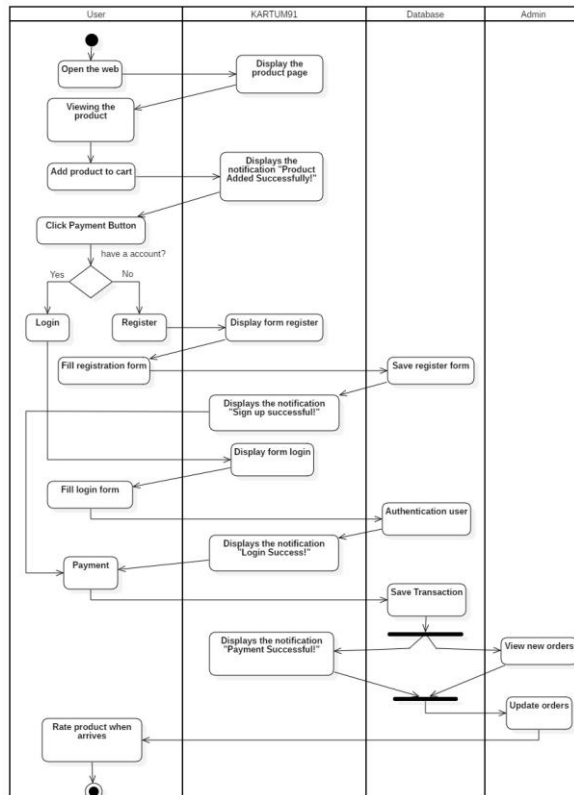 User
KARTUM91
Database
Admin
Open the web
Display the
product page
Viewing the
product
Add product to cart
Displays the
notification "Product
Added Successfully!"
Click Payment Button
have a account?
Yes
No
Login
Register
Display form register
Fill registration form
Save register form
Displays the notification
"Sign up successful!"
Display form login
Fill login form
Authentication user
Displays the notification
"Login Success!"
Payment
Save Transaction
Displays the notification
"Payment Successful!"
View new orders
Update orders
Rate product when
arrives